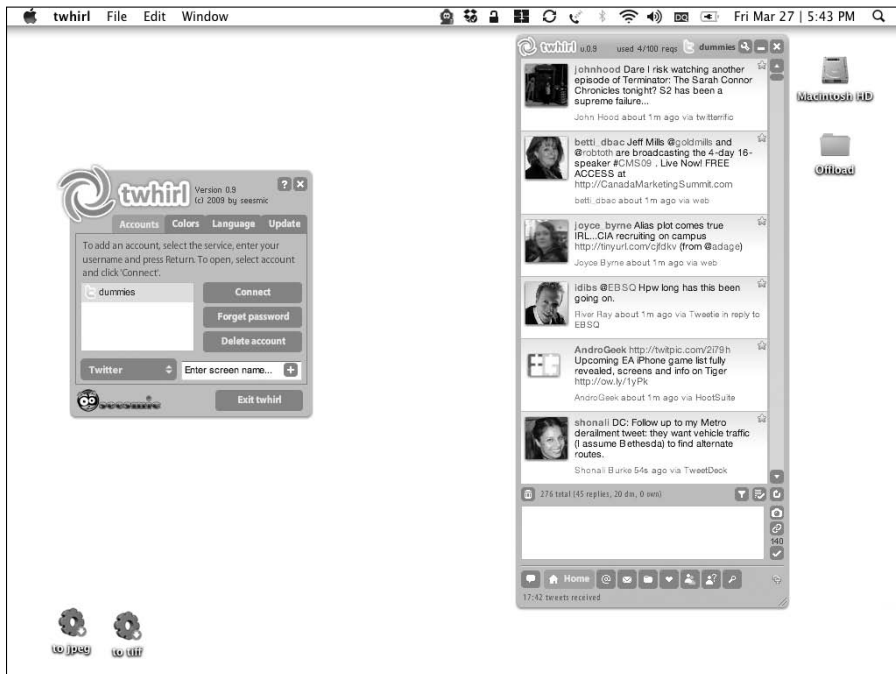 twhirl File Edit Window
DQ
Fri Mar 27 | 5:43 PM
twhirl
Version 0.9
(c) 2009 by seesmic
? X
Accounts Colors Language Update
To add an account, select the service, enter your
username and press Return. To open, select account
and click 'Connect'.
dummies
Connect
Forget password
Delete account
Twitter
Enter screen name...
seesmic
Exit twhirl
twhirl v.0.9 used 4/100 reqs dummies
johnhood Dare I risk watching another
episode of Terminator: The Sarah Connor
Chronicles tonight? S2 has been a
supreme failure...
John Hood about 1m ago via twitterrific
betti_dbac Jeff Mills @goldmills and
@robtoth are broadcasting the 4-day 16-
speaker #CMS09 . Live Now! FREE
ACCESS at
http://CanadaMarketingSummit.com
betti_dbac about 1m ago via web
joyce_byrne Alias plot comes true
IRL...CIA recruiting on campus
http://tinyurl.com/cjfdkv (from @adage)
Joyce Byrne about 1m ago via web
idibs @EBSQ Hpw long has this been
going on.
River Ray about 1m ago via Tweetie in reply to
EBSQ
AndroGeek http://twitpic.com/2i79h
Upcoming EA iPhone game list fully
revealed, screens and info on Tiger
http://ow.ly/1yPk
AndroGeek about 1m ago via HootSuite
shonali DC: Follow up to my Metro
derailment tweet: they want vehicle traffic
(I assume Bethesda) to find alternate
routes.
Shonali Burke 54s ago via TweetDeck
276 total (45 replies, 20 dm, 0 own)
140
Home @
17:42 tweets received
Macintosh HD
Offload
to jpeg
to tiff